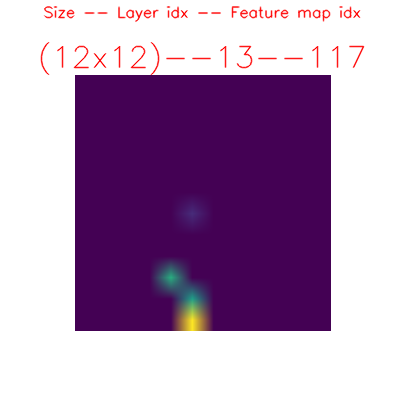 Size -- Layer idx -- Feature map idx
(12x12)--13--117